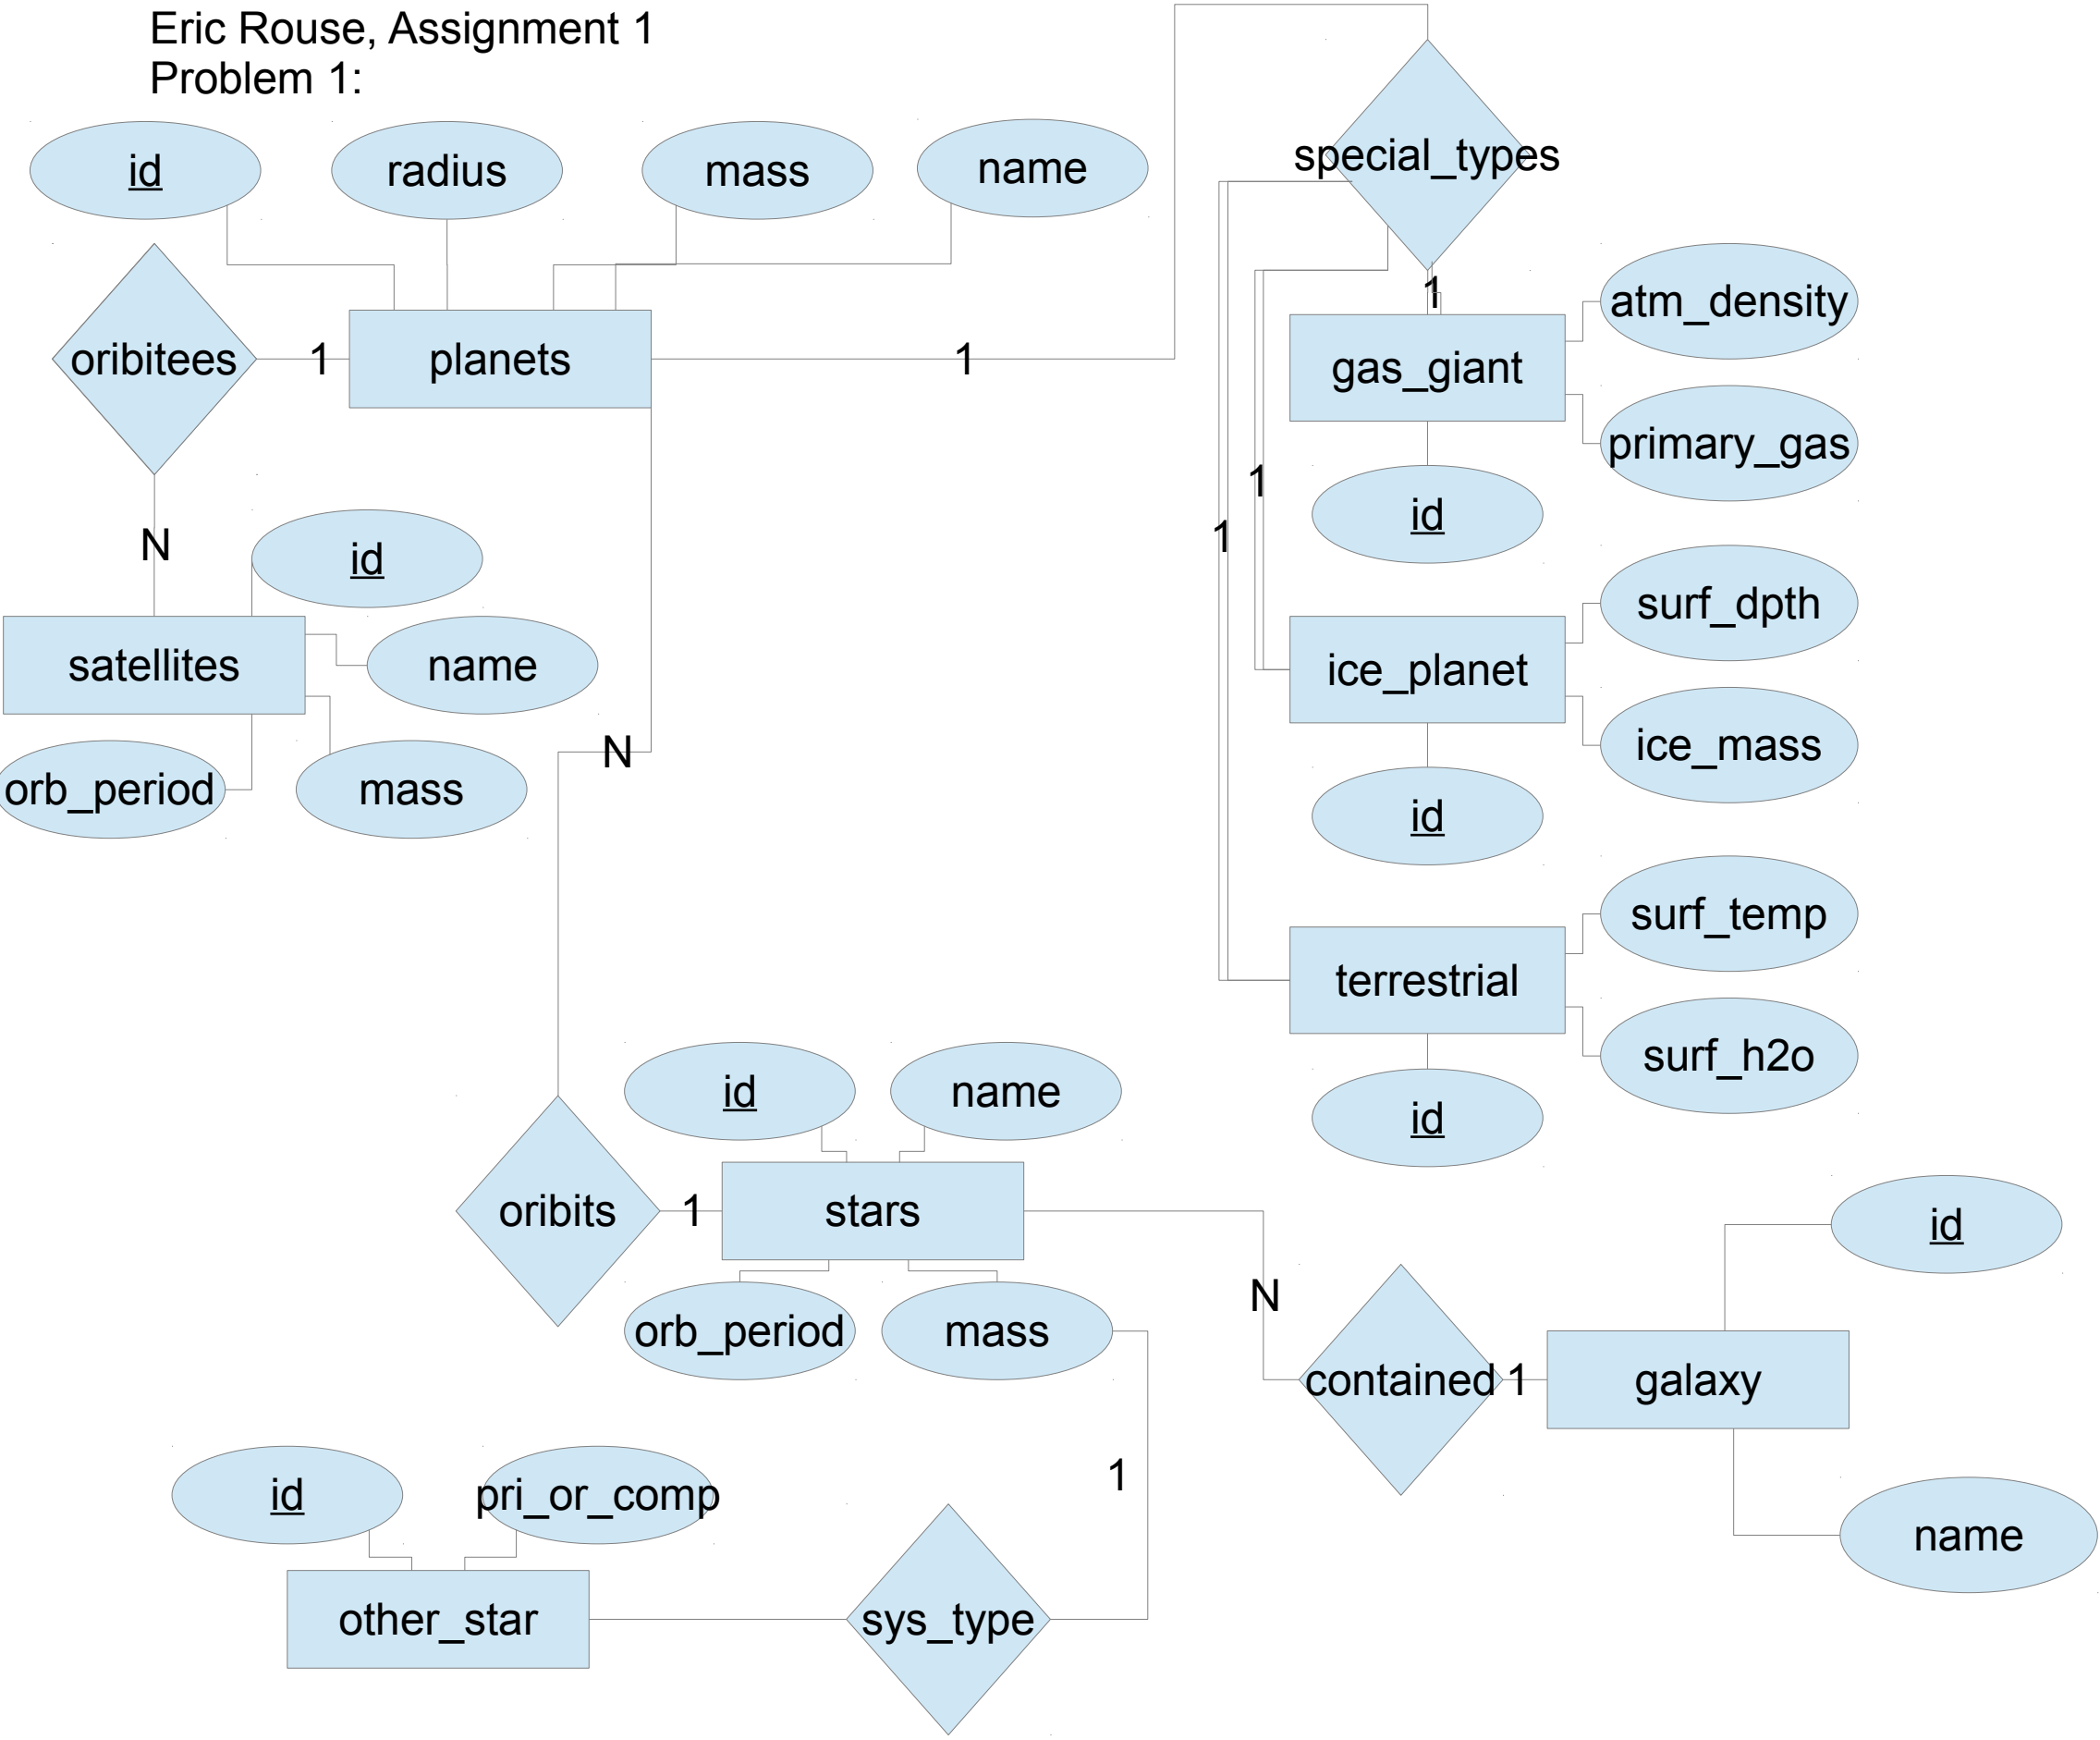 Eric Rouse, Assignment 1
Problem 1:
id
radius
mass
name
special_types
oribitees
1
planets
1
1
gas_giant
atm_density
primary_gas
id
N
id
satellites
name
orb_period
mass
N
1
1
surf_dpth
ice_planet
ice_mass
id
surf_temp
terrestrial
surf_h2o
id
id
name
oribits
1
stars
orb_period
mass
N
contained
1
galaxy
id
name
1
id
pri_or_comp
other_star
sys_type